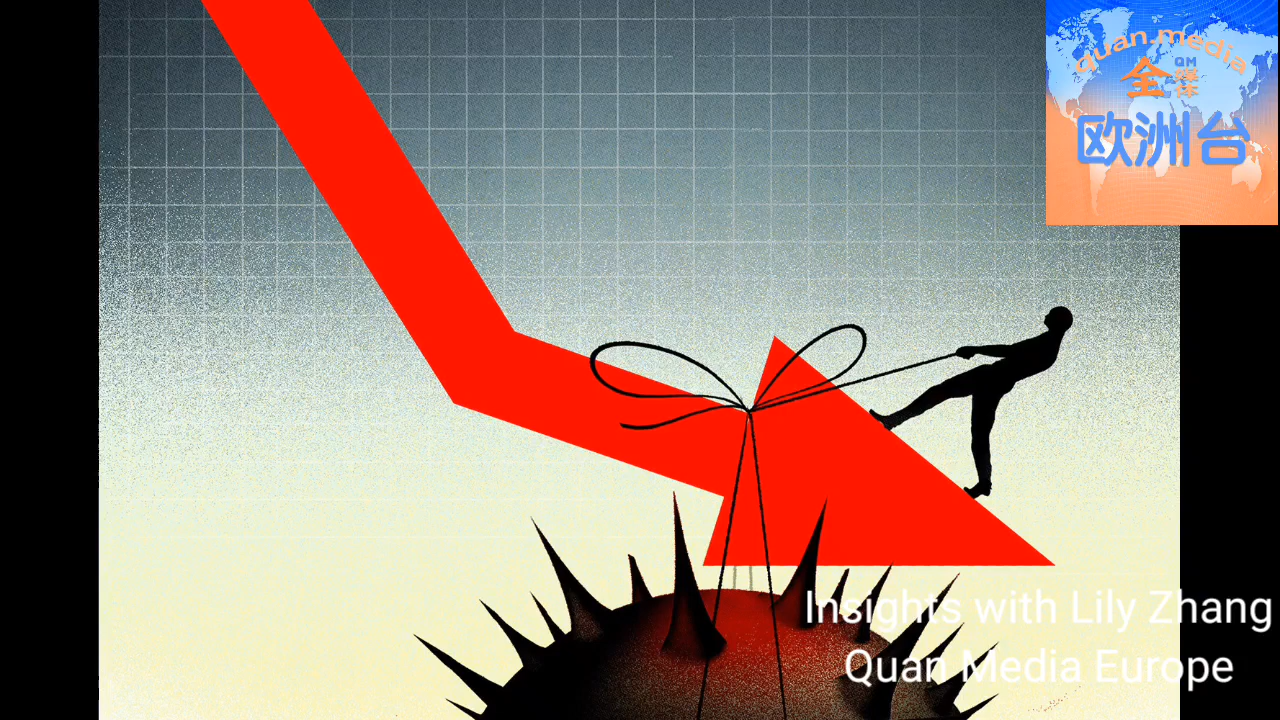 quan.media
全
QM
媒
体
欧洲台
Insights with Lily Zhang
Quan Media Europe